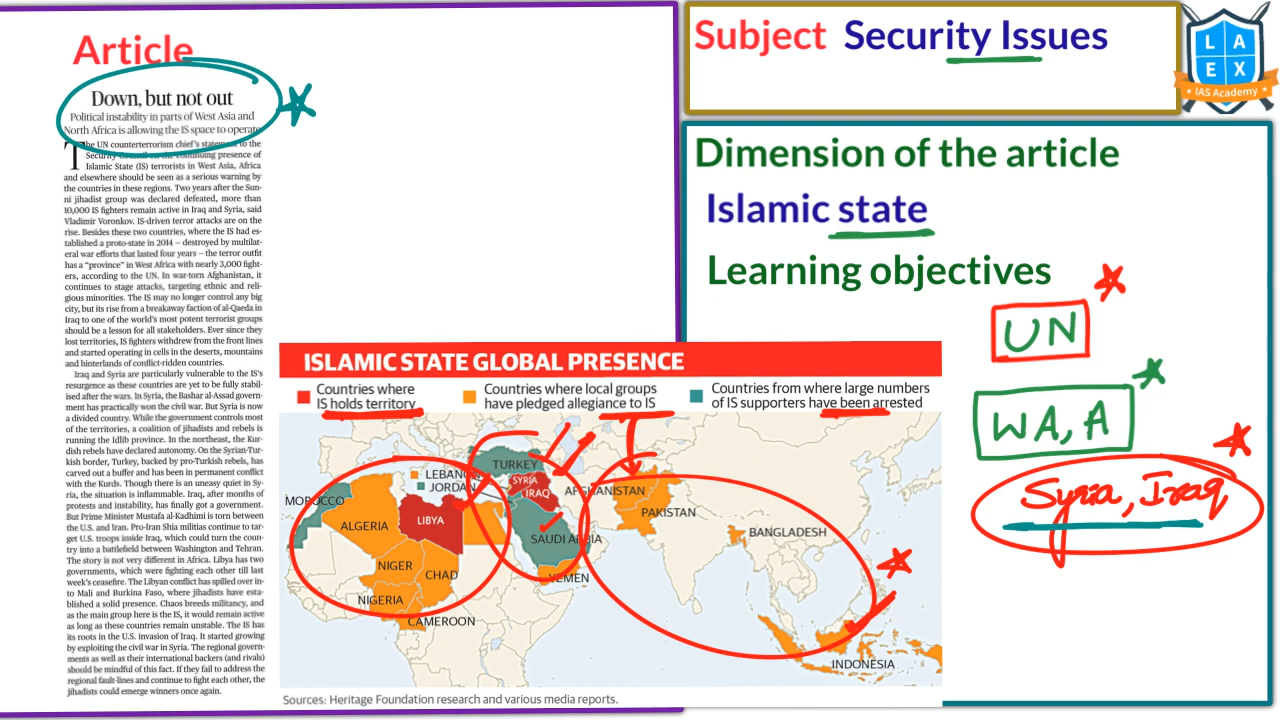 Article
Down, but not out
Political instability in parts of West Asia and
North Africa is allowing the IS space to operate
The UN counterterrorism chief's statement to the
Security Council on the continuing presence of
Islamic State (IS) terrorists in West Asia, Africa
and elsewhere should be seen as a serious warning by
the countries in these regions. Two years after the Sun-
ni jihadist group was declared defeated, more than
10,000 IS fighters remain active in Iraq and Syria, said
Vladimir Voronkov. IS-driven terror attacks are on the
rise. Besides these two countries, where the IS had es-
tablished a proto-state in 2014 – destroyed by multilat-
eral war efforts that lasted four years – the terror outfit
has a "province" in West Africa with nearly 3,000 fight-
ers, according to the UN. In war-torn Afghanistan, it
continues to stage attacks, targeting ethnic and reli-
gious minorities. The IS may no longer control any big
city, but its rise from a breakaway faction of al-Qaeda in
Iraq to one of the world's most potent terrorist groups
should be a lesson for all stakeholders. Ever since they
lost territories, IS fighters withdrew from the front lines
and started operating in cells in the deserts, mountains
and hinterlands of conflict-ridden countries.
Iraq and Syria are particularly vulnerable to the IS's
resurgence as these countries are yet to be fully stabil-
ised after the wars. In Syria, the Bashar al-Assad govern-
ment has practically won the civil war. But Syria is now
a divided country. While the government controls most
of the territories, a coalition of jihadists and rebels is
running the Idlib province. In the northeast, the Kur-
dish rebels have declared autonomy. On the Syrian-Tur-
kish border, Turkey, backed by pro-Turkish rebels, has
carved out a buffer and has been in permanent conflict
with the Kurds. Though there is an uneasy quiet in Sy-
ria, the situation is inflammable. Iraq, after months of
protests and instability, has finally got a government.
But Prime Minister Mustafa al-Kadhimi is torn between
the U.S. and Iran. Pro-Iran Shia militias continue to tar-
get U.S. troops inside Iraq, which could turn the coun-
try into a battlefield between Washington and Tehran.
The story is not very different in Africa. Libya has two
governments, which were fighting each other till last
week's ceasefire. The Libyan conflict has spilled over in-
to Mali and Burkina Faso, where jihadists have esta-
blished a solid presence. Chaos breeds militancy, and
as the main group here is the IS, it would remain active
as long as these countries remain unstable. The IS has
its roots in the U.S. invasion of Iraq. It started growing
by exploiting the civil war in Syria. The regional govern-
ments as well as their international backers (and rivals)
should be mindful of this fact. If they fail to address the
regional fault-lines and continue to fight each other, the
jihadists could emerge winners once again.
Subject Security Issues
LAEX
IAS Academy
Dimension of the article
Islamic state
Learning objectives
UN
WA, A
Syria, Iraq
ISLAMIC STATE GLOBAL PRESENCE
Countries where
IS holds territory
Countries where local groups
have pledged allegiance to IS
Countries from where large numbers
of IS supporters have been arrested
TURKEY
LEBANON
SYRIA
JORDAN
IRAQ
AFGHANISTAN
MOROCCO
PAKISTAN
ALGERIA
LIBYA
BANGLADESH
SAUDI ARABIA
NIGER
CHAD
YEMEN
NIGERIA
CAMEROON
INDONESIA
Sources: Heritage Foundation research and various media reports.